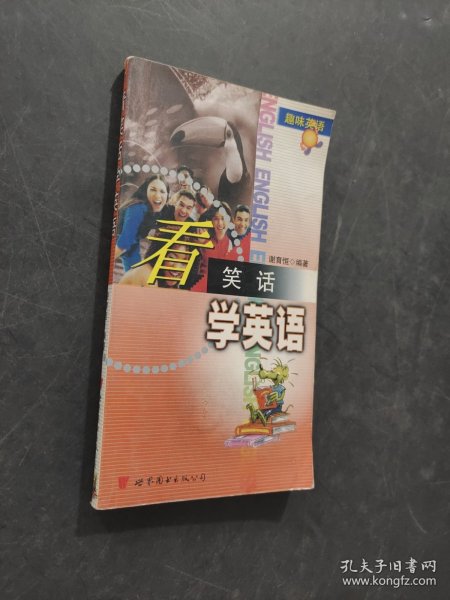 趣味英语
ENGLISH ENGLISH
看
笑话
谢育恒◇编著
学英语
世界图书出版公司
孔夫子旧书网
www.kongfz.com